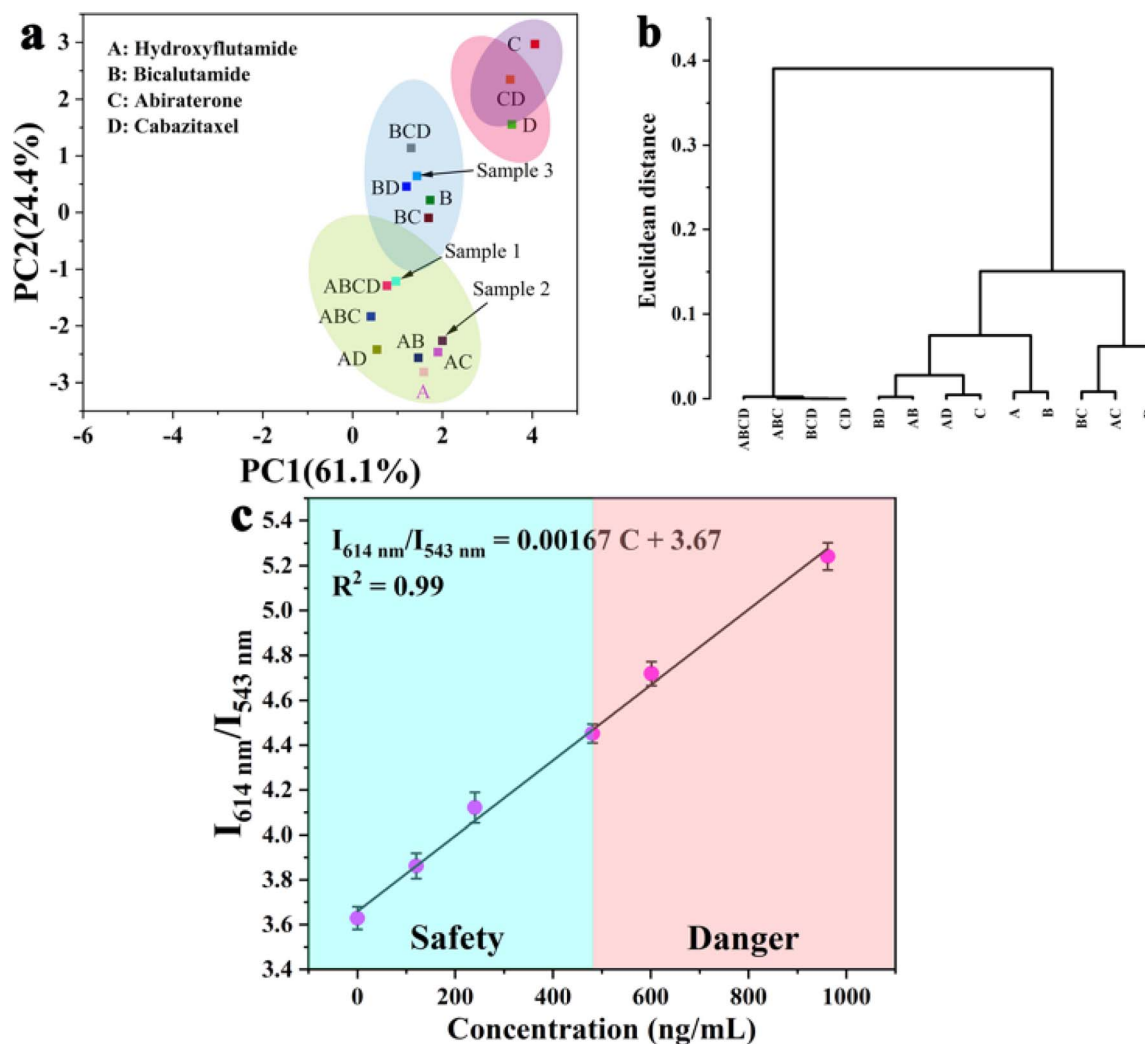 a
A: Hydroxyflutamide
B: Bicalutamide
C: Abiraterone
D: Cabazitaxel
C
CD
D
BCD
Sample 3
BD
B
BC
Sample 1
ABCD
Sample 2
ABC
AB
AD
AC
A
3
2
1
0
-1
-2
-3
PC2(24.4%)
-6 -4 -2 0 2 4
PC1(61.1%)
b
0.4
0.3
0.2
0.1
0.0
Euclidean distance
ABCD ABC BCD CD BD AB AD C A B BC AC
c
I614 nm/I543 nm = 0.00167 C + 3.67
R2 = 0.99
5.4
5.2
5.0
4.8
4.6
4.4
4.2
4.0
3.8
3.6
3.4
I614 nm/I543 nm
Safety Danger
0 200 400 600 800 1000
Concentration (ng/mL)